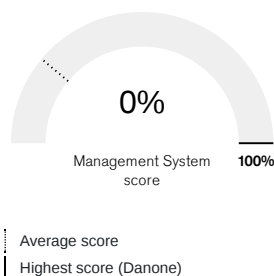 0%
Management System
score
100%
Average score
Highest score (Danone)